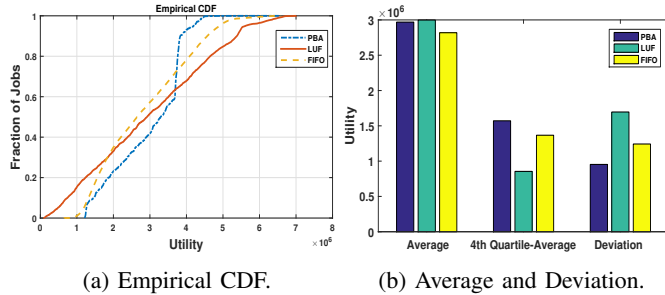 Empirical CDF
1
0.8
0.6
0.4
0.2
0
Fraction of Jobs
PBA
LUF
FIFO
0 1 2 3 4 5 6 7 8
Utility
×10^6
(a) Empirical CDF.
×10^6
3
2.5
2
1.5
1
0.5
0
Utility
PBA
LUF
FIFO
Average 4th Quartile-Average Deviation
(b) Average and Deviation.